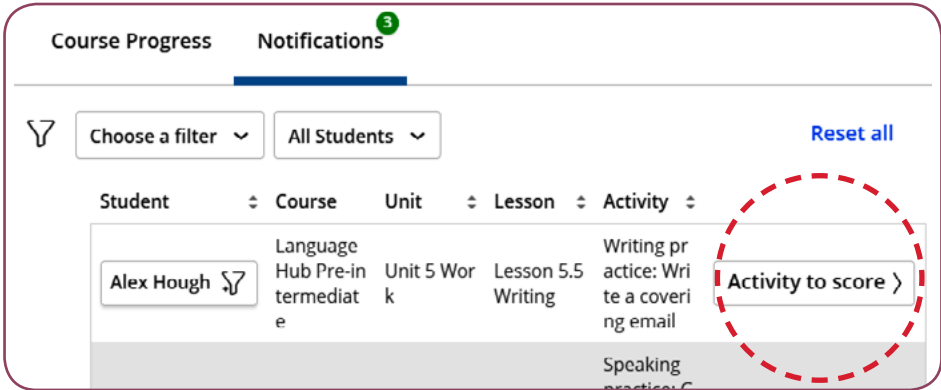 Course Progress Notifications 3
Choose a filter All Students Reset all
Student Course Unit Lesson Activity
Alex Hough
Language
Hub Pre-in
termediat
e
Unit 5 Wor
k
Lesson 5.5
Writing
Writing pr
actice: Wri
te a coveri
ng email
Activity to score
Speaking
practice: C